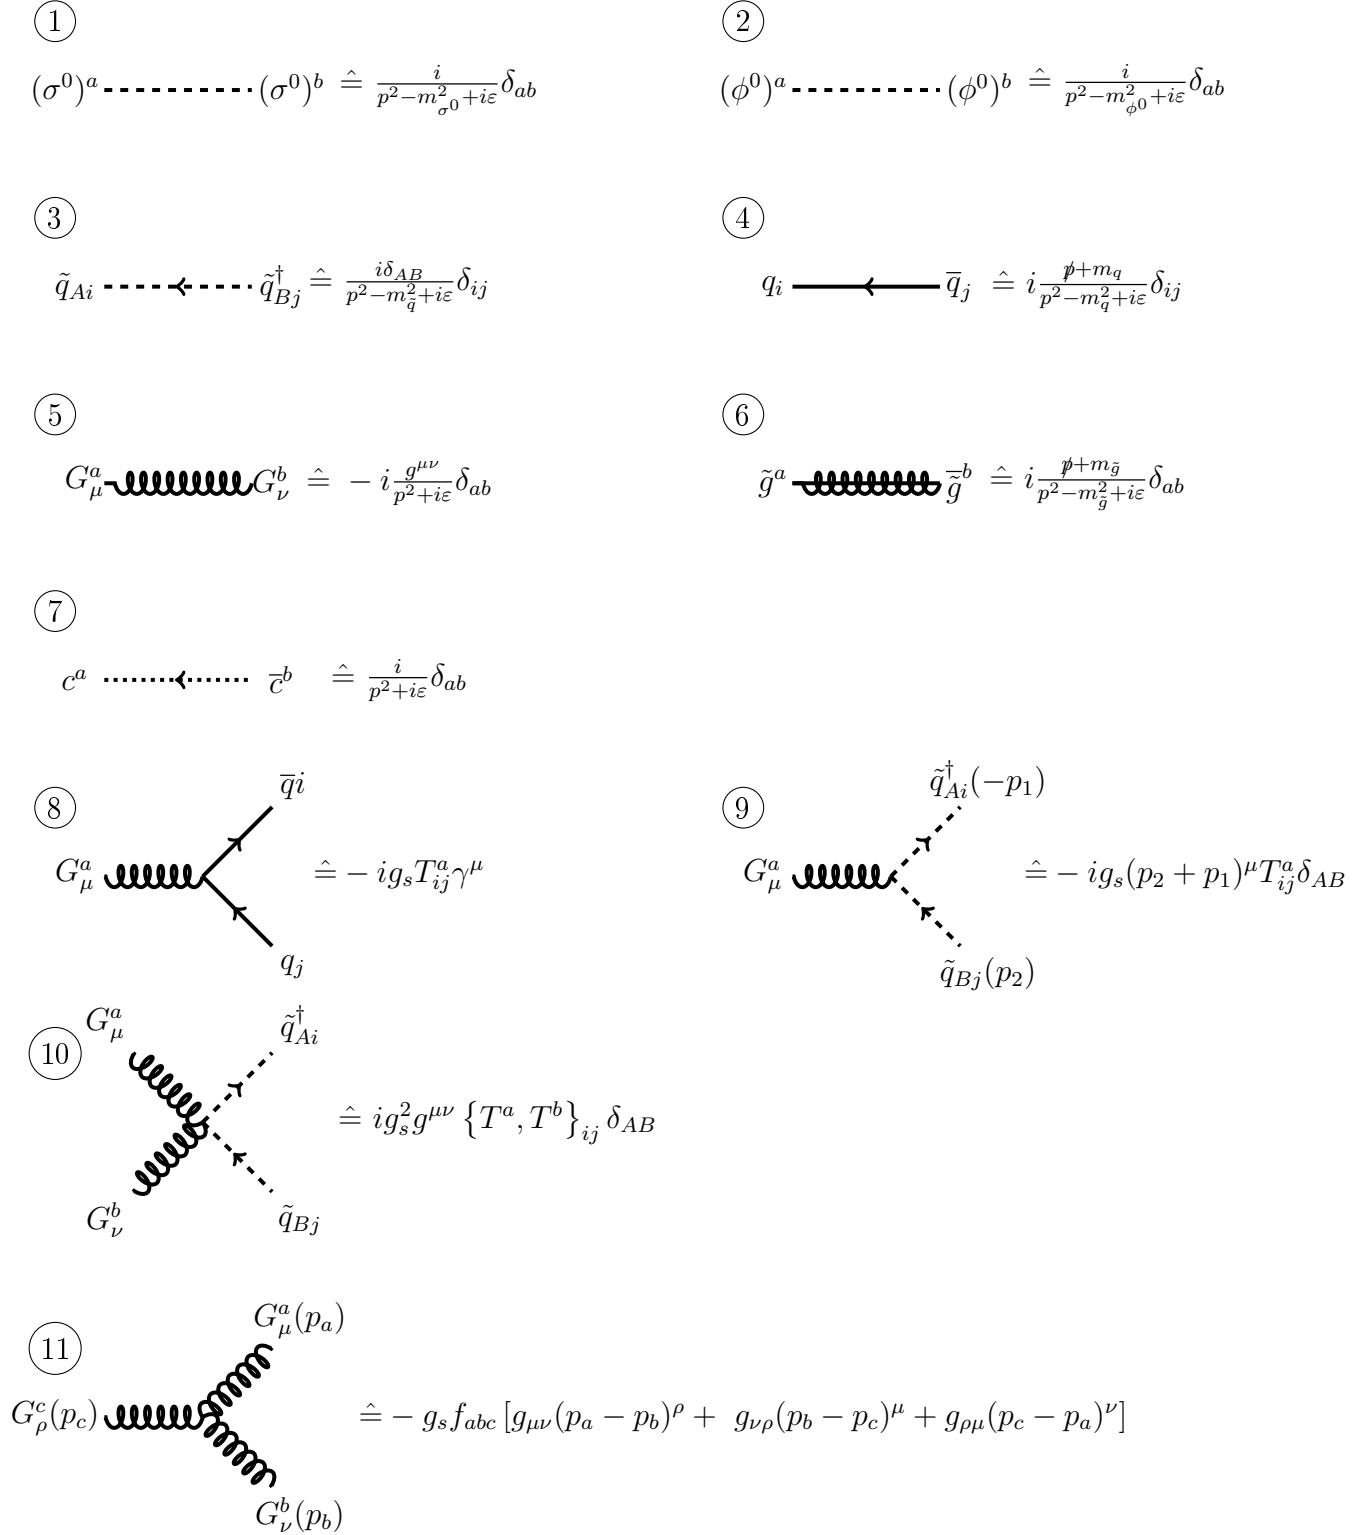 ① ②
(σ⁰)ᵃ (σ⁰)ᵇ ≙ i/(p²−m²_{σ⁰}+iε) δ_{ab} (ϕ⁰)ᵃ (ϕ⁰)ᵇ ≙ i/(p²−m²_{ϕ⁰}+iε) δ_{ab}
③ ④
q̃_{Ai} q̃†_{Bj} ≙ iδ_{AB}/(p²−m²_{q̃}+iε) δ_{ij} q_i q̅_j ≙ i (p̸+m_q)/(p²−m²_q+iε) δ_{ij}
⑤ ⑥
G^a_μ G^b_ν ≙ −i g^{μν}/(p²+iε) δ_{ab} g̃^a \overline{g̃}^b ≙ i (p̸+m_{g̃})/(p²−m²_{g̃}+iε) δ_{ab}
⑦
c^a c̅^b ≙ i/(p²+iε) δ_{ab}
⑧ q̅i ⑨ q̃†_{Ai}(−p₁)
G^a_μ ≙ −ig_s T^a_{ij} γ^μ G^a_μ ≙ −ig_s(p₂ + p₁)^μ T^a_{ij} δ_{AB}
q_j q̃_{Bj}(p₂)
⑩ G^a_μ q̃†_{Ai}
≙ ig²_s g^{μν} {T^a, T^b}_{ij} δ_{AB}
G^b_ν q̃_{Bj}
⑪ G^a_μ(p_a)
G^c_ρ(p_c) ≙ −g_s f_{abc} [g_{μν}(p_a − p_b)^ρ + g_{νρ}(p_b − p_c)^μ + g_{ρμ}(p_c − p_a)^ν]
G^b_ν(p_b)